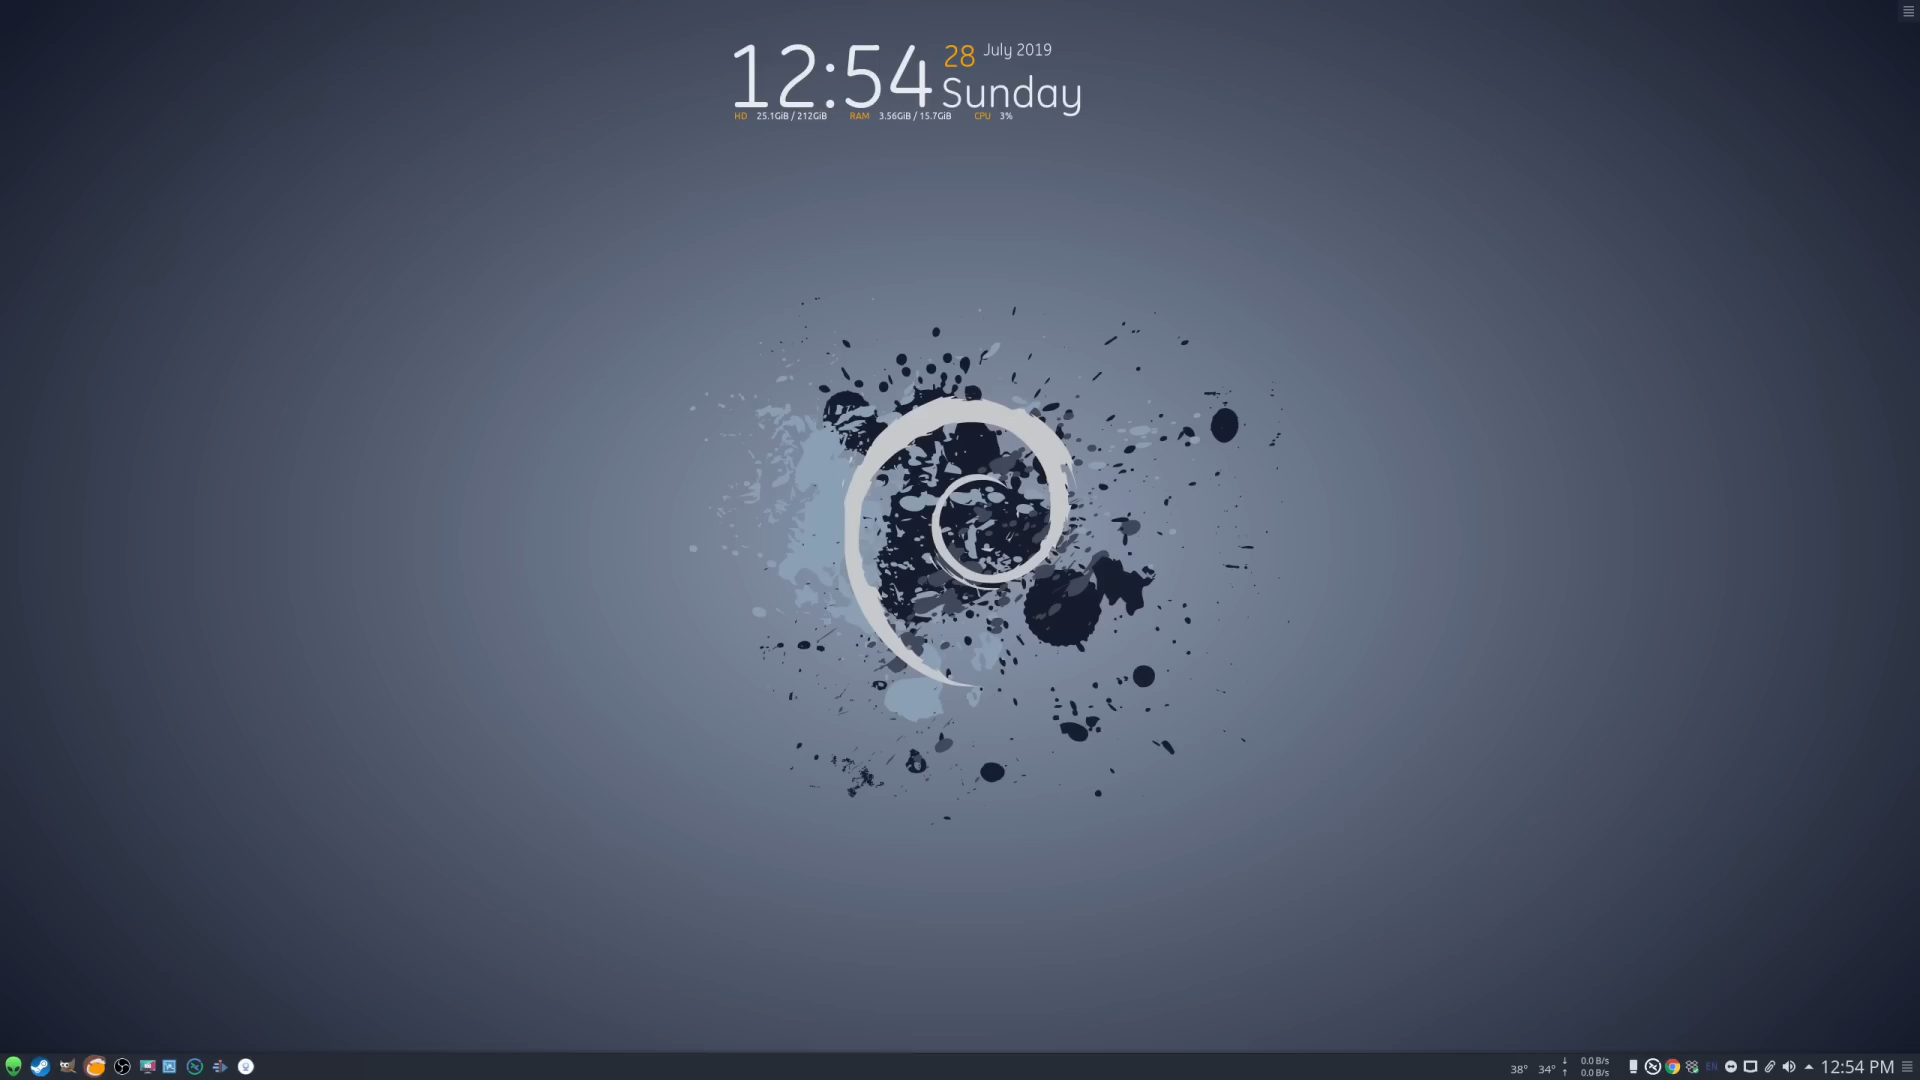 12:54 28 July 2019
Sunday
HD 25.1GiB / 212GiB RAM 3.56GiB / 15.7GiB CPU 3%
38° 34° ↓ 0.0 B/s
↑ 0.0 B/s
EN
12:54 PM